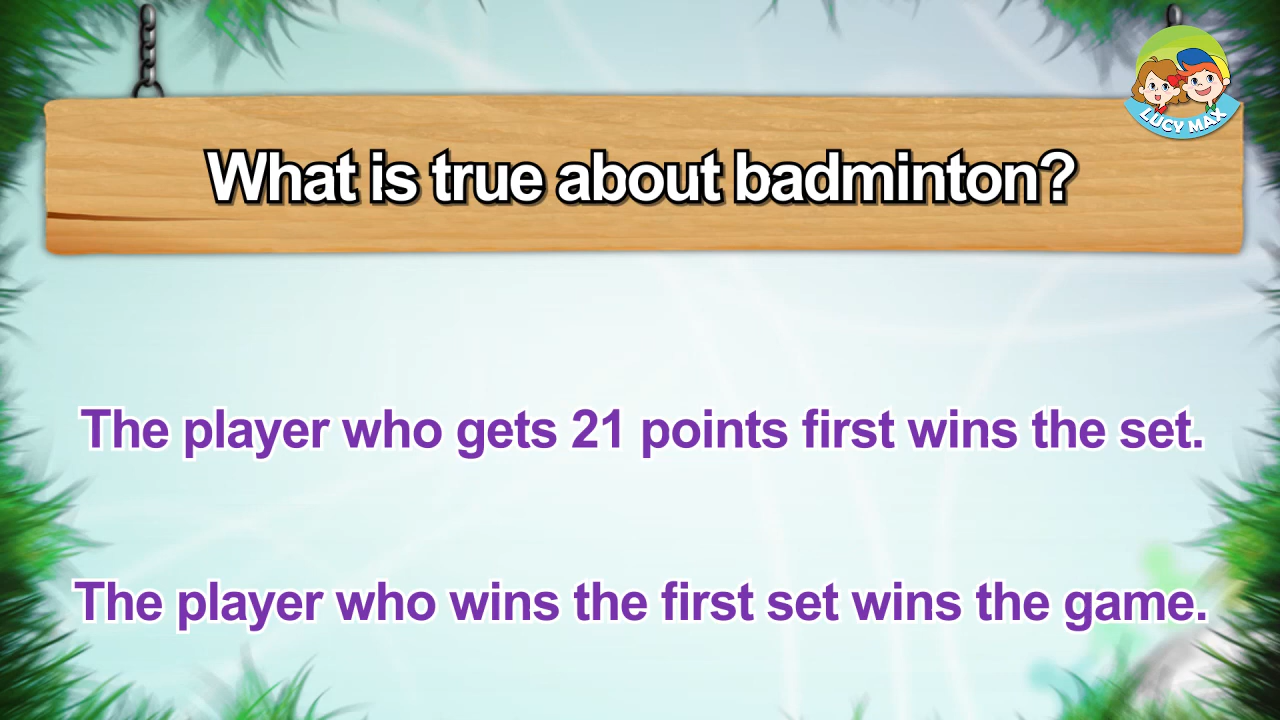 LUCY MAX
What is true about badminton?
The player who gets 21 points first wins the set.
The player who wins the first set wins the game.